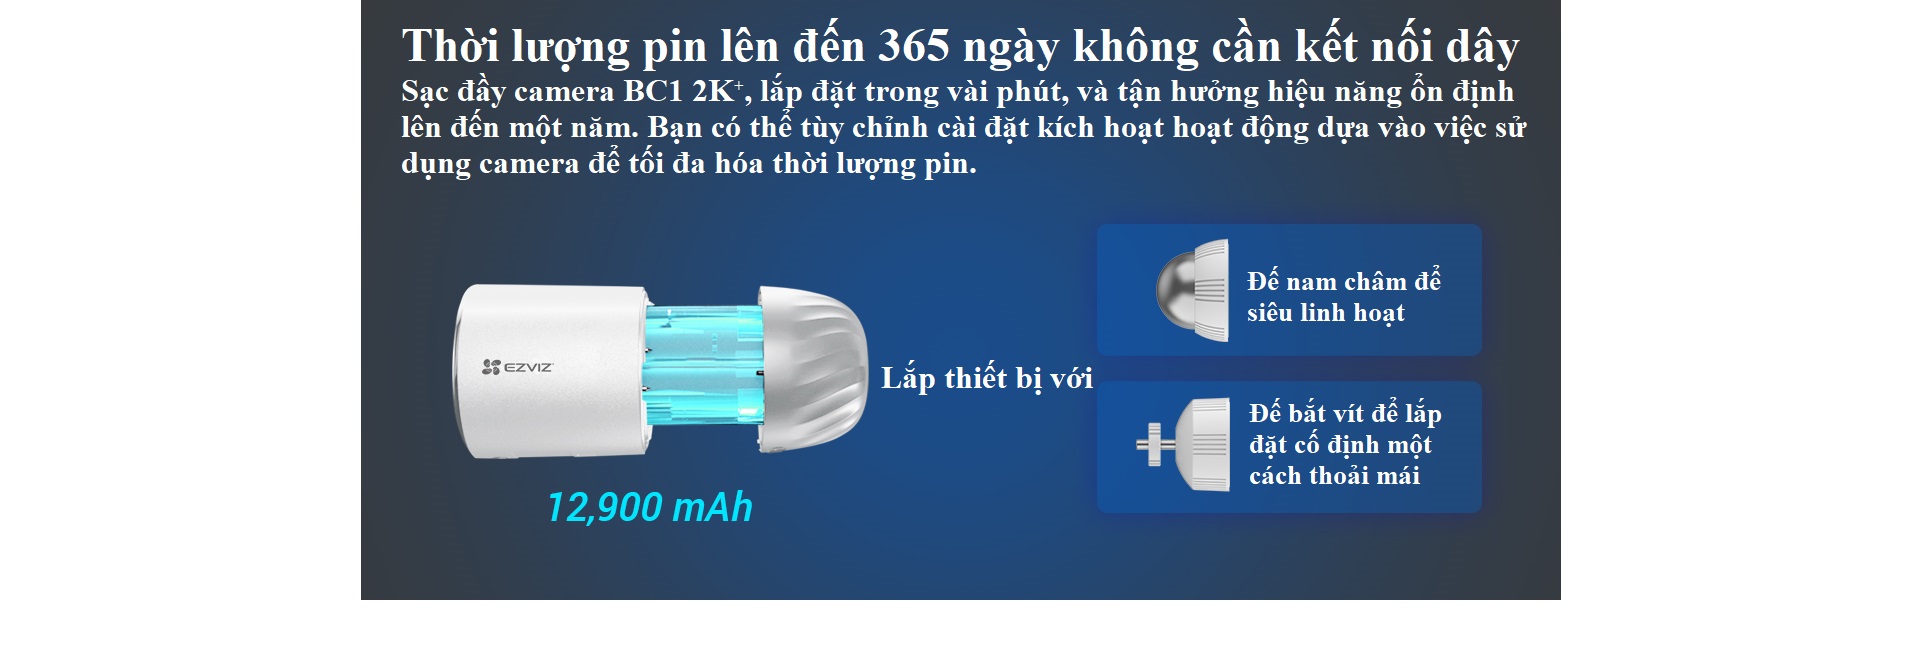 Thời lượng pin lên đến 365 ngày không cần kết nối dây
Sạc đầy camera BC1 2K⁺, lắp đặt trong vài phút, và tận hưởng hiệu năng ổn định
lên đến một năm. Bạn có thể tùy chỉnh cài đặt kích hoạt hoạt động dựa vào việc sử
dụng camera để tối đa hóa thời lượng pin.
EZVIZ
12,900 mAh
Lắp thiết bị với
Đế nam châm để
siêu linh hoạt
Đế bắt vít để lắp
đặt cố định một
cách thoải mái